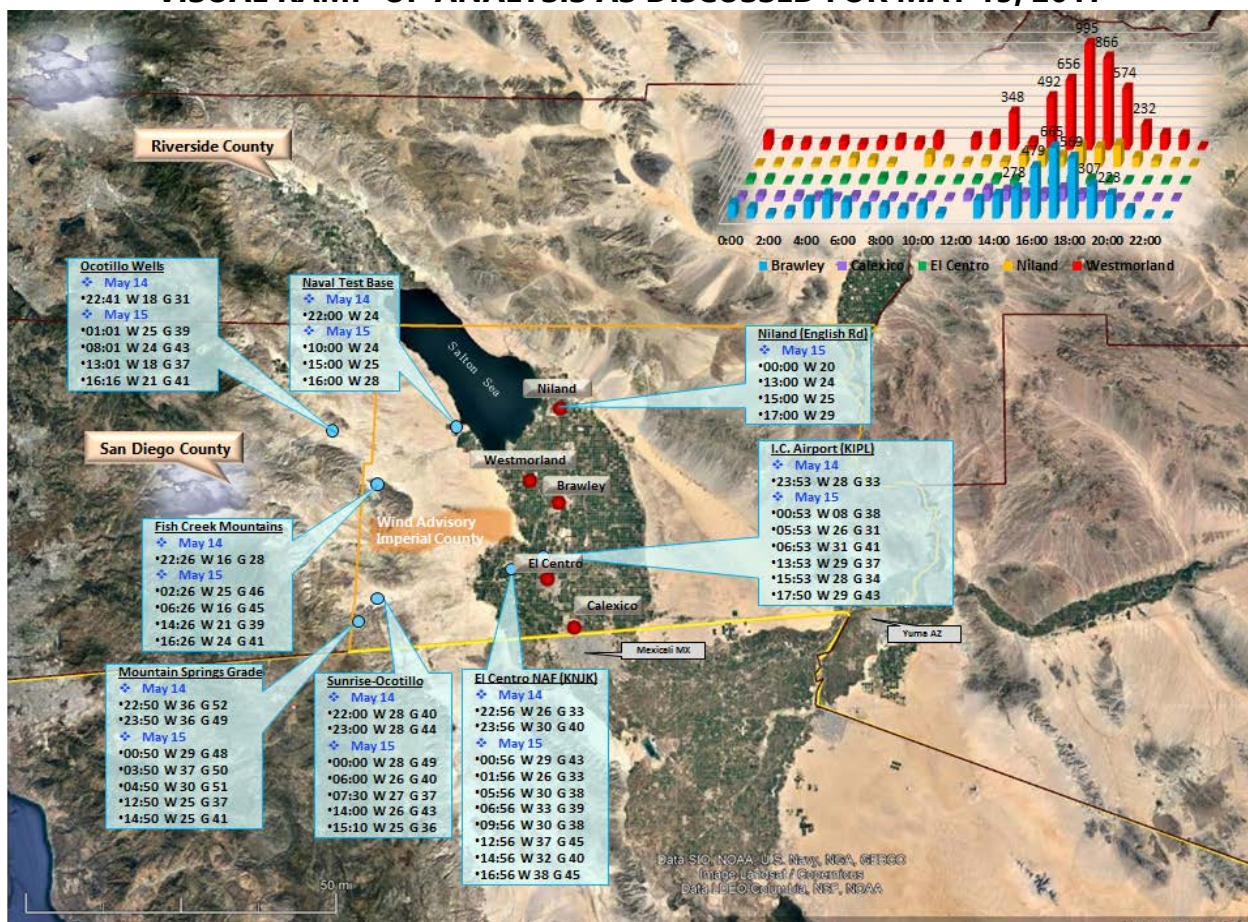 VISUAL RAMP-UP ANALYSIS AS DISCUSSED FOR MAY 15, 2017
995
866
656
574
492
348
232
665
569
479
307
278
223
0:00 2:00 4:00 6:00 8:00 10:00 12:00 14:00 16:00 18:00 20:00 22:00
Brawley Calexico El Centro Niland Westmorland
Riverside County
Ocotillo Wells
❖ May 14
•22:41 W 18 G 31
❖ May 15
•01:01 W 25 G 39
•08:01 W 24 G 43
•13:01 W 18 G 37
•16:16 W 21 G 41
Naval Test Base
❖ May 14
•22:00 W 24
❖ May 15
•10:00 W 24
•15:00 W 25
•16:00 W 28
Salton Sea
Niland (English Rd)
❖ May 15
•00:00 W 20
•13:00 W 24
•15:00 W 25
•17:00 W 29
Niland
San Diego County
Westmorland
Brawley
I.C. Airport (KIPL)
❖ May 14
•23:53 W 28 G 33
❖ May 15
•00:53 W 08 G 38
•05:53 W 26 G 31
•06:53 W 31 G 41
•13:53 W 29 G 37
•15:53 W 28 G 34
•17:50 W 29 G 43
Fish Creek Mountains
❖ May 14
•22:26 W 16 G 28
❖ May 15
•02:26 W 25 G 46
•06:26 W 16 G 45
•14:26 W 21 G 39
•16:26 W 24 G 41
Wind Advisory
Imperial County
El Centro
Calexico
Mexicali MX
Yuma AZ
Mountain Springs Grade
❖ May 14
•22:50 W 36 G 52
•23:50 W 36 G 49
❖ May 15
•00:50 W 29 G 48
•03:50 W 37 G 50
•04:50 W 30 G 51
•12:50 W 25 G 37
•14:50 W 25 G 41
Sunrise-Ocotillo
❖ May 14
•22:00 W 28 G 40
•23:00 W 28 G 44
❖ May 15
•00:00 W 28 G 49
•06:00 W 26 G 40
•07:30 W 27 G 37
•14:00 W 26 G 43
•15:10 W 25 G 36
El Centro NAF (KNJK)
❖ May 14
•22:56 W 26 G 33
•23:56 W 30 G 40
❖ May 15
•00:56 W 29 G 43
•01:56 W 26 G 33
•05:56 W 30 G 38
•06:56 W 33 G 39
•09:56 W 30 G 38
•12:56 W 37 G 45
•14:56 W 32 G 40
•16:56 W 38 G 45
Data SIO, NOAA, U.S. Navy, NGA, GEBCO
Image Landsat / Copernicus
Data LDEO-Columbia, NSF, NOAA
50 mi